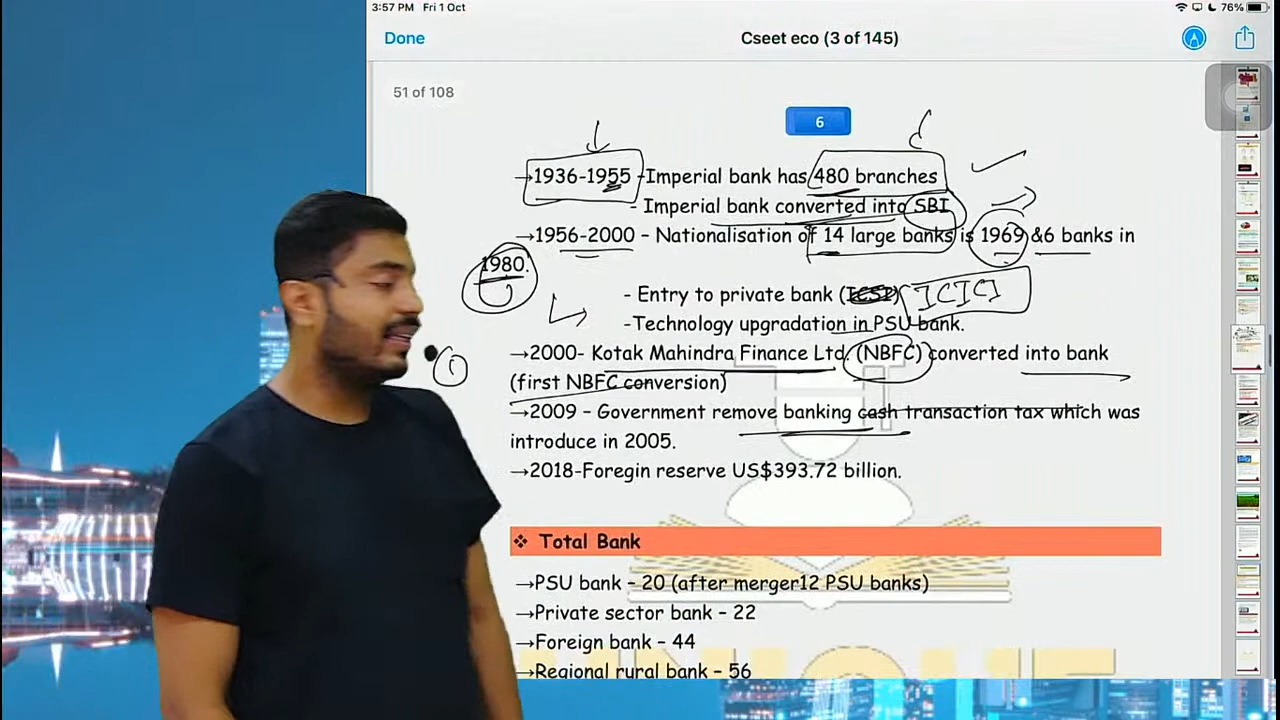 3:57 PM Fri 1 Oct
76%
Done
Cseet eco (3 of 145)
51 of 108
6
→1936-1955 -Imperial bank has 480 branches
- Imperial bank converted into SBI
→1956-2000 - Nationalisation of 14 large banks is 1969 &6 banks in
1980.
- Entry to private bank (ICSI) ICICI
-Technology upgradation in PSU bank.
→2000- Kotak Mahindra Finance Ltd. (NBFC) converted into bank
(first NBFC conversion)
→2009 - Government remove banking cash transaction tax which was
introduce in 2005.
→2018-Foregin reserve US$393.72 billion.
❖ Total Bank
→PSU bank - 20 (after merger12 PSU banks)
→Private sector bank - 22
→Foreign bank - 44
→Regional rural bank - 56